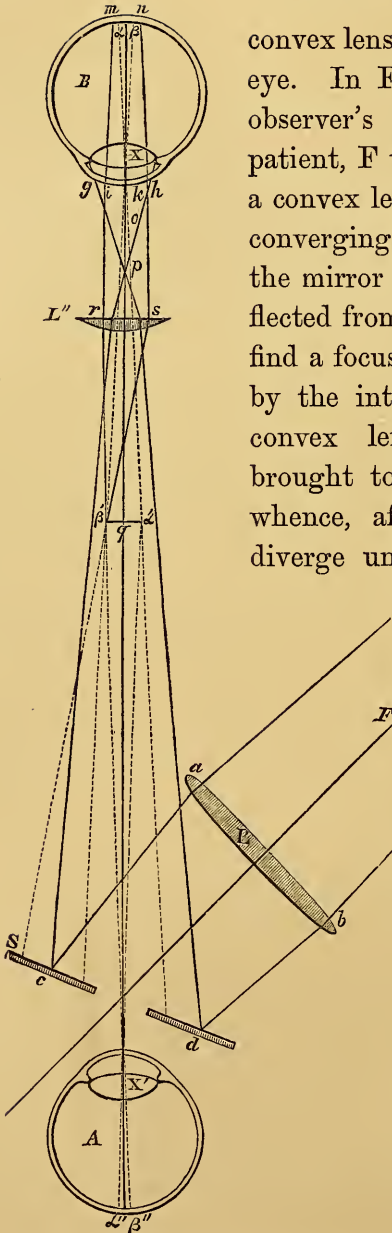 m n
α β
convex lens
B
eye. In F
observer's
X
patient, F
g i k h
a convex le
o
converging
p
the mirror
L″ r s
flected from
find a focus
by the int
convex le
brought to
β′ q α′
whence, af
diverge un
F
a
L
b
S
c
d
X′
A
α″ β″